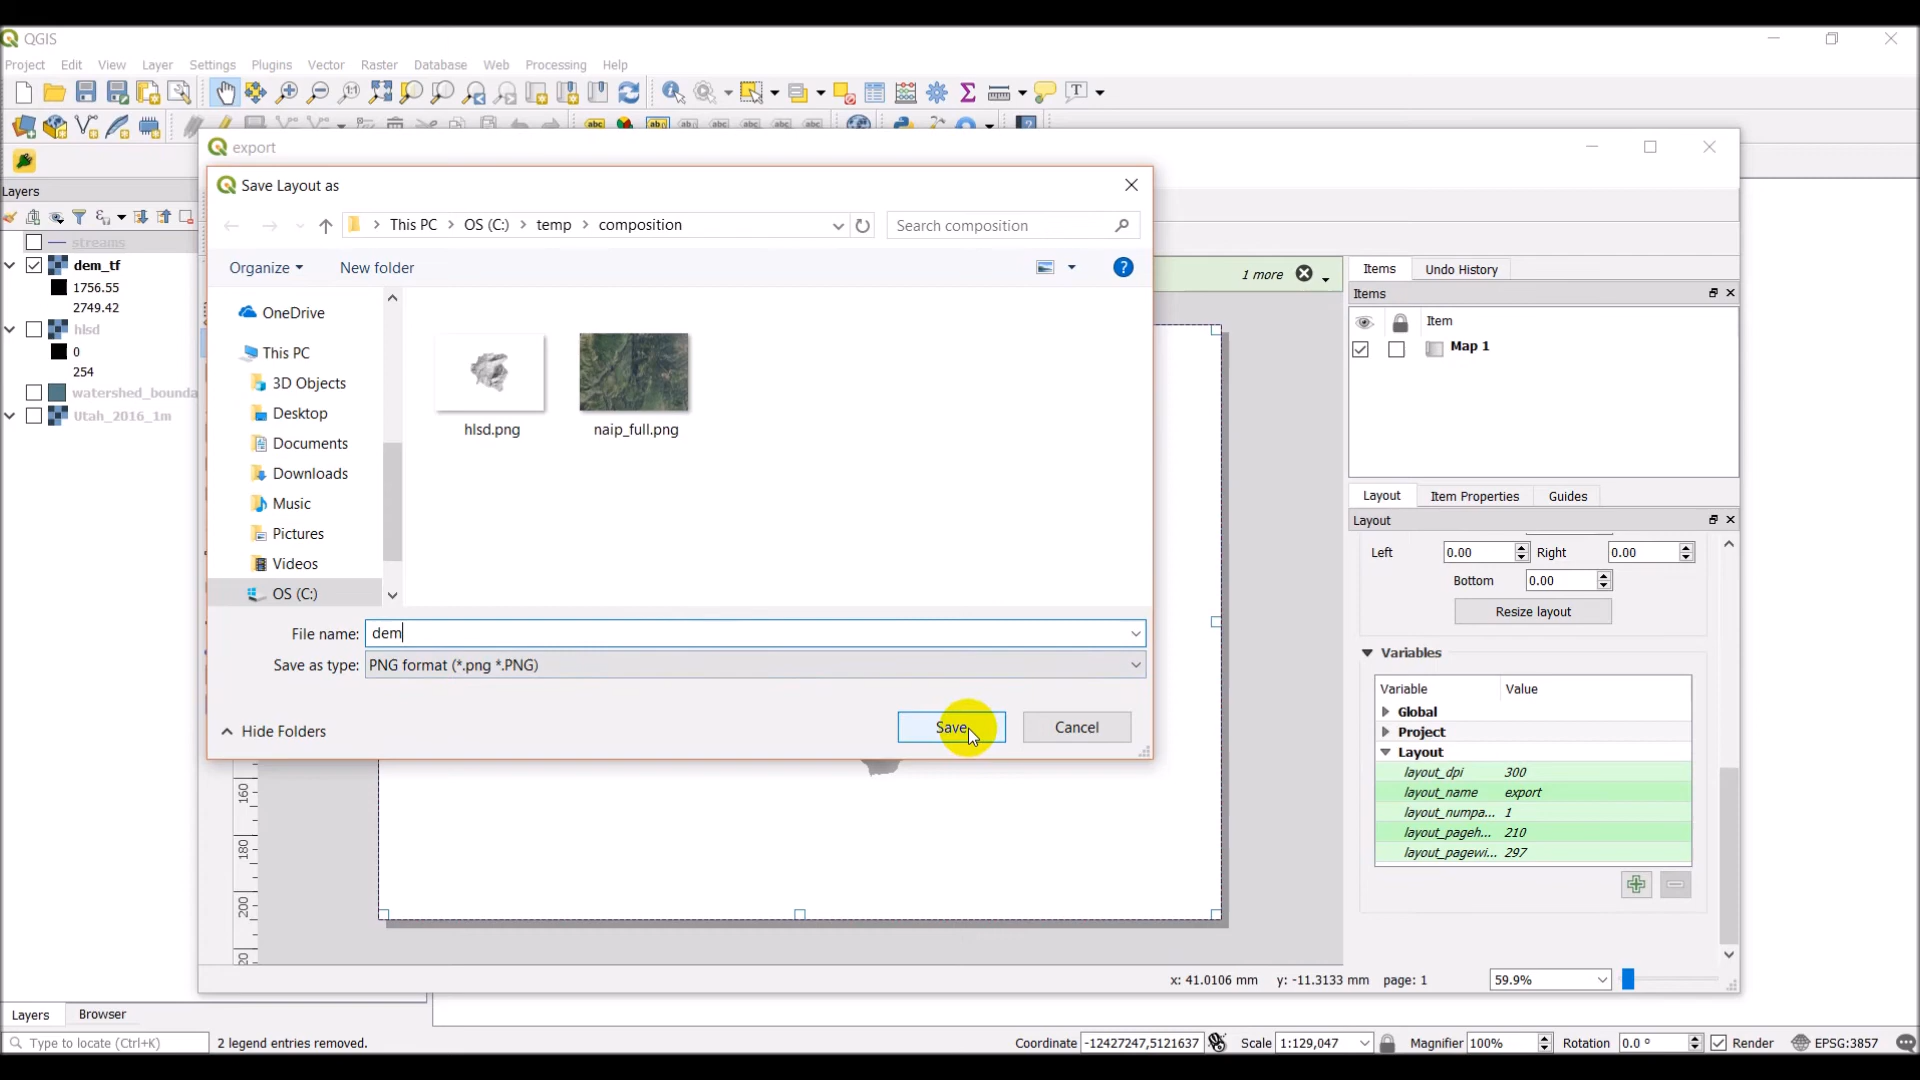 QGIS
Project Edit View Layer Settings Plugins Vector Raster Database Web Processing Help
export
Save Layout as
This PC > OS (C:) > temp > composition
Search composition
Organize
New folder
OneDrive
This PC
3D Objects
Desktop
Documents
Downloads
Music
Pictures
Videos
OS (C:)
hlsd.png
naip_full.png
File name: dem
Save as type: PNG format (*.png *.PNG)
Hide Folders
Save
Cancel
Layers
streams
dem_tf
1756.55
2749.42
hlsd
0
254
watershed_bounda
Utah_2016_1m
1 more
Items
Undo History
Items
Item
Map 1
Layout
Item Properties
Guides
Layout
Left 0.00 Right 0.00
Bottom 0.00
Resize layout
Variables
Variable Value
Global
Project
Layout
layout_dpi 300
layout_name export
layout_numpa... 1
layout_pageh... 210
layout_pagewi... 297
160
180
200
x: 41.0106 mm y: -11.3133 mm page: 1
59.9%
Layers
Browser
Type to locate (Ctrl+K)
2 legend entries removed.
Coordinate -12427247,5121637
Scale 1:129,047
Magnifier 100%
Rotation 0.0 °
Render
EPSG:3857